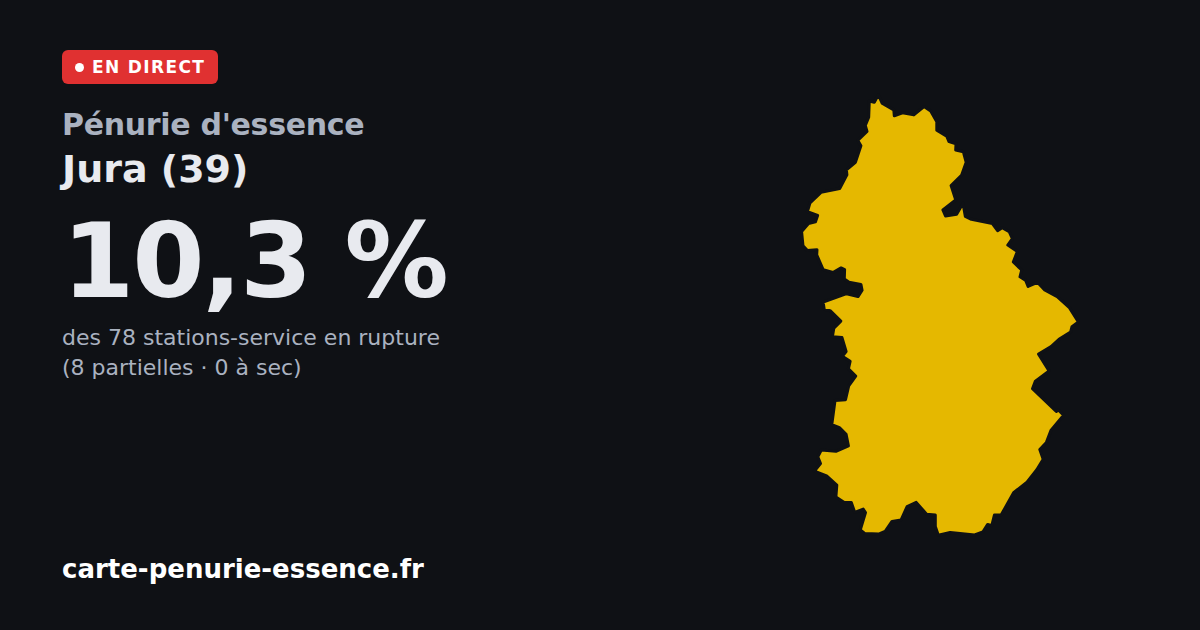 EN DIRECT
Pénurie d'essence
Jura (39)
10,3 %
des 78 stations-service en rupture
(8 partielles · 0 à sec)
carte-penurie-essence.fr